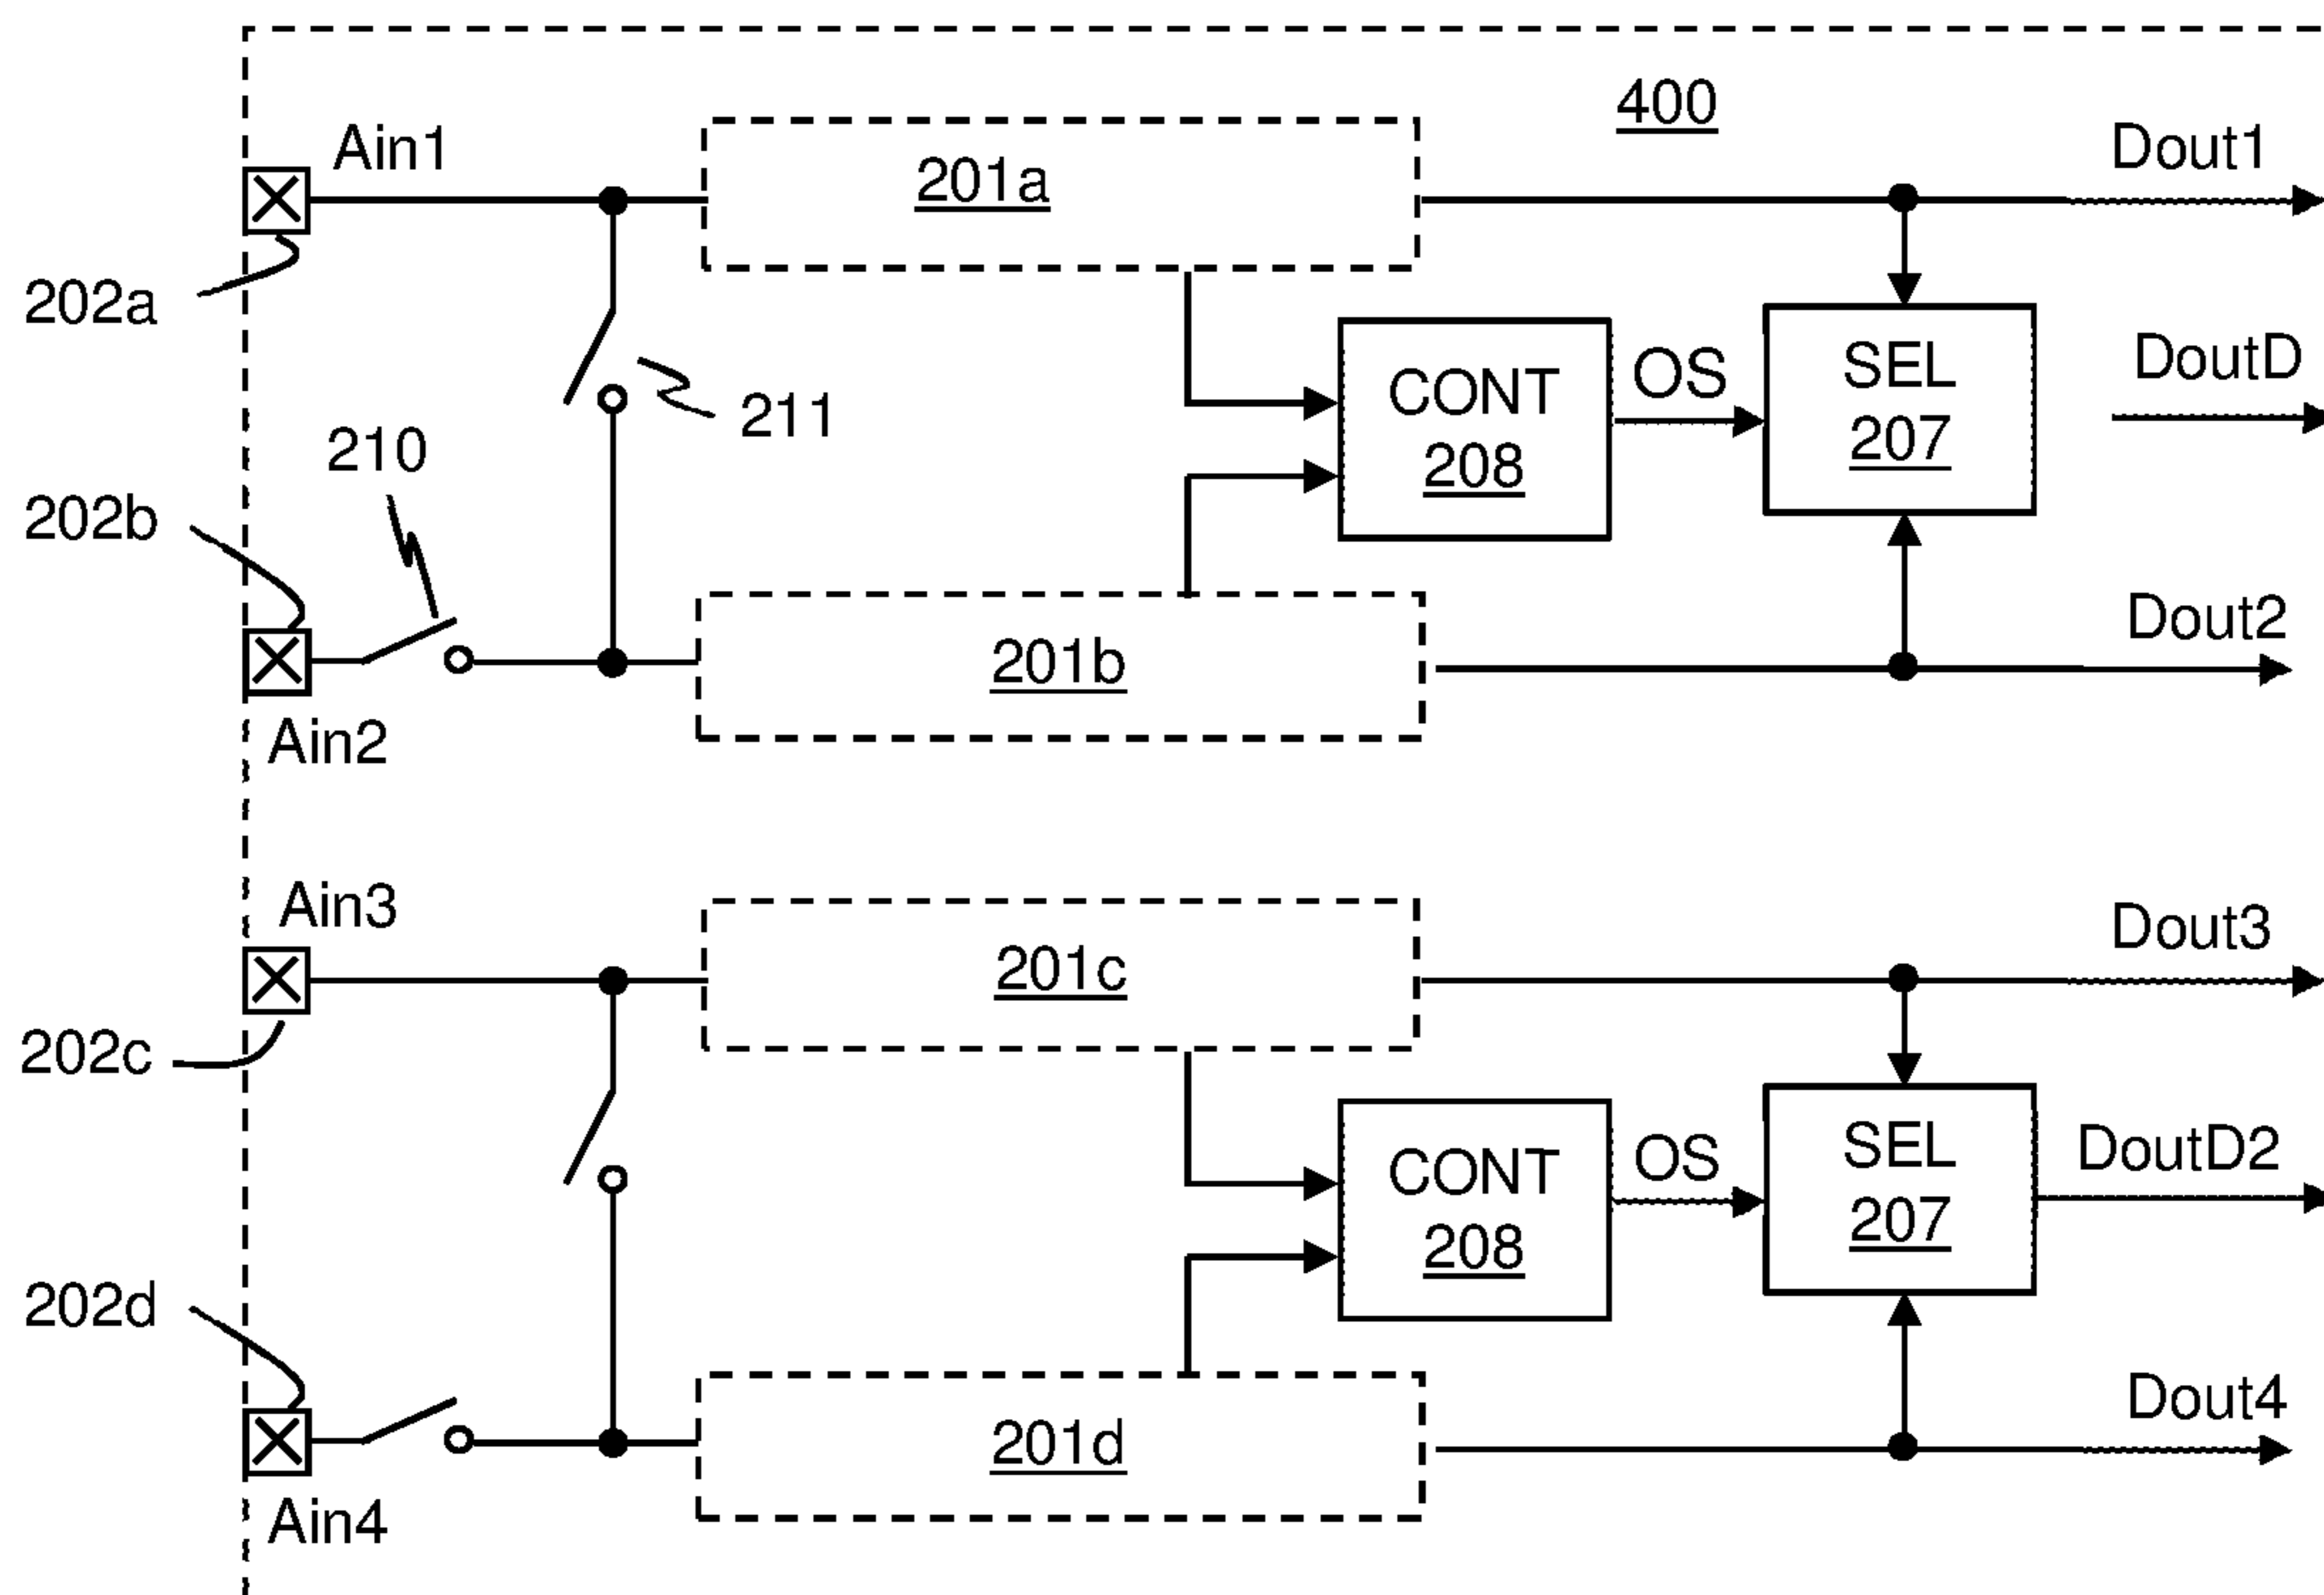 400
Ain1
201a
Dout1
202a
211
CONT
208
OS
SEL
207
DoutD
210
202b
201b
Dout2
Ain2
Ain3
201c
Dout3
202c
CONT
208
OS
SEL
207
DoutD2
202d
201d
Dout4
Ain4